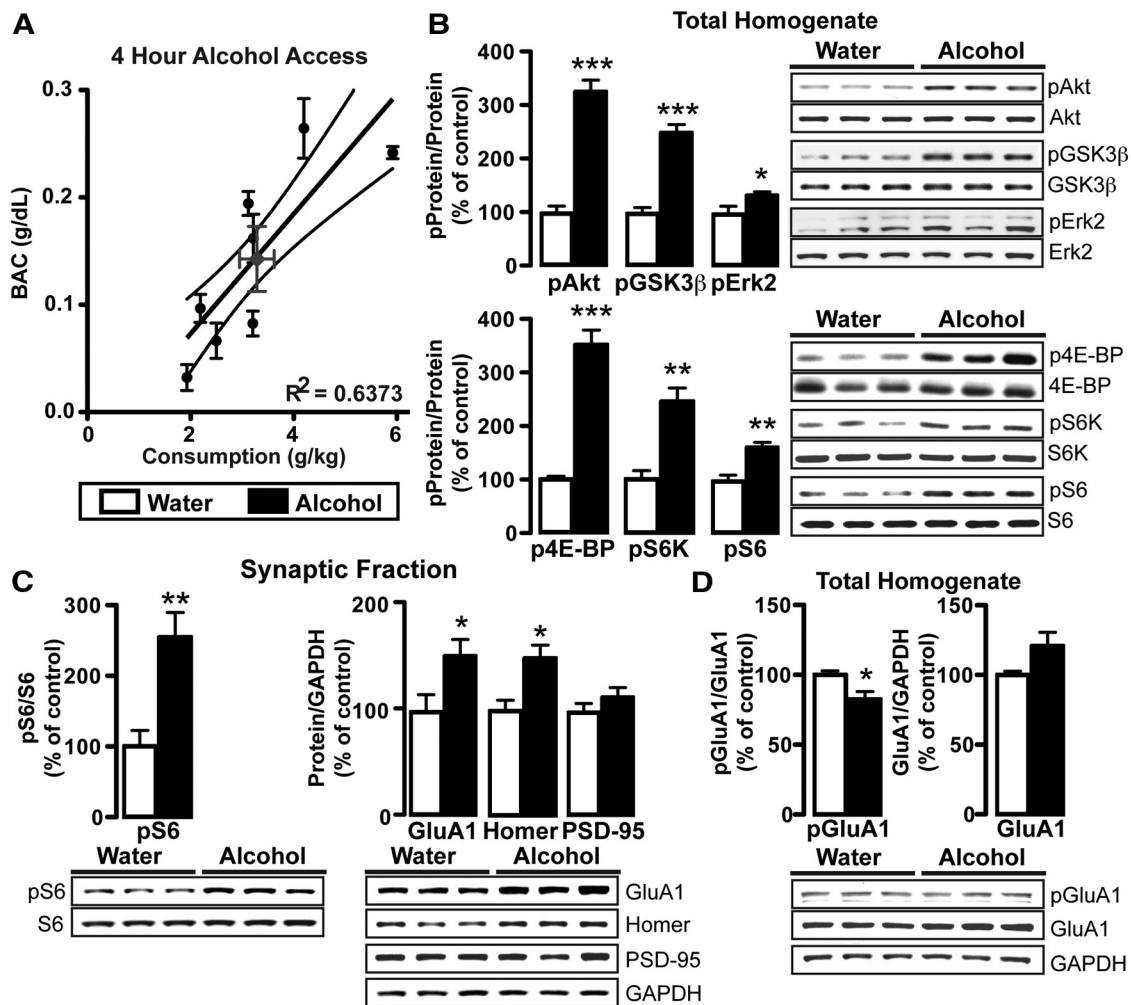 A
4 Hour Alcohol Access
BAC (g/dL)
0.3
0.2
0.1
0.0
0 2 4 6
R² = 0.6373
Consumption (g/kg)
Water Alcohol
B
Total Homogenate
pProtein/Protein
(% of control)
400
300
200
100
0
*** *** *
pAkt pGSK3β pErk2
Water Alcohol
pAkt
Akt
pGSK3β
GSK3β
pErk2
Erk2
pProtein/Protein
(% of control)
400
300
200
100
0
*** ** **
p4E-BP pS6K pS6
Water Alcohol
p4E-BP
4E-BP
pS6K
S6K
pS6
S6
C
Synaptic Fraction
pS6/S6
(% of control)
300
200
100
0
**
pS6
Water Alcohol
pS6
S6
Protein/GAPDH
(% of control)
200
100
0
* *
GluA1 Homer PSD-95
Water Alcohol
GluA1
Homer
PSD-95
GAPDH
D
Total Homogenate
pGluA1/GluA1
(% of control)
150
100
50
0
*
pGluA1
GluA1/GAPDH
(% of control)
150
100
50
0
GluA1
Water Alcohol
pGluA1
GluA1
GAPDH